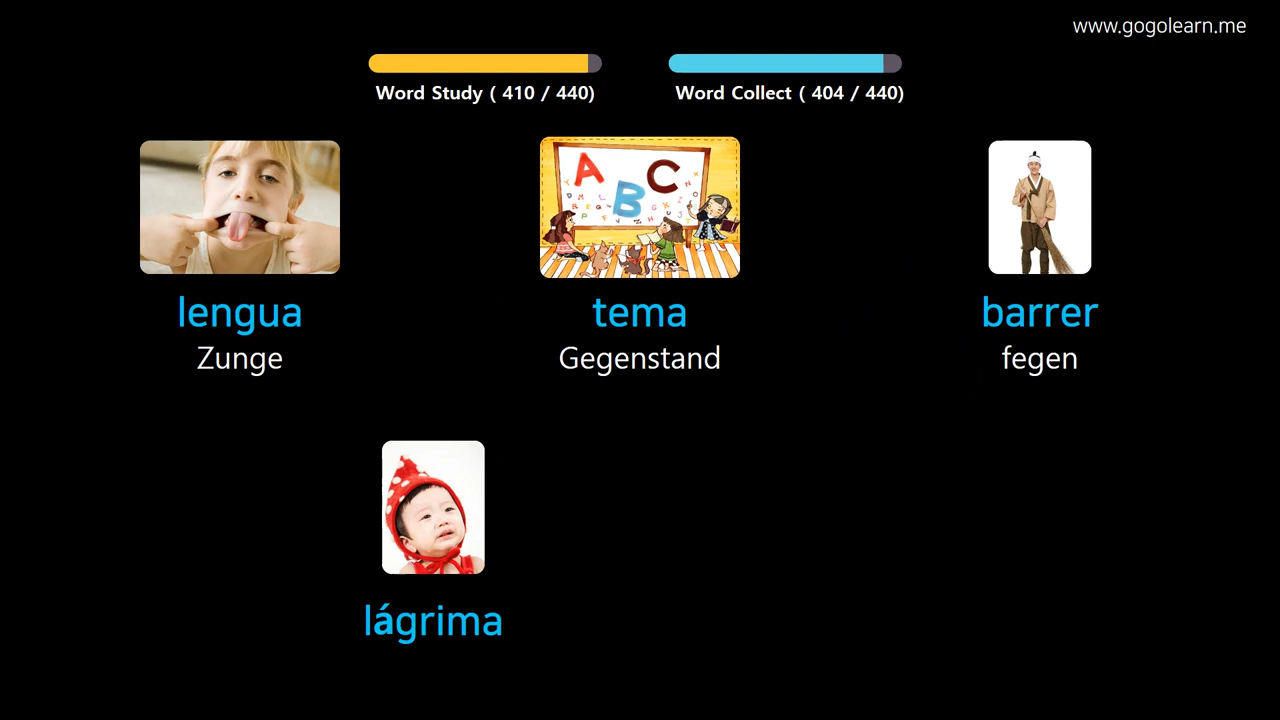 www.gogolearn.me
Word Study ( 410 / 440)
Word Collect ( 404 / 440)
A B C
lengua
tema
barrer
Zunge
Gegenstand
fegen
lágrima